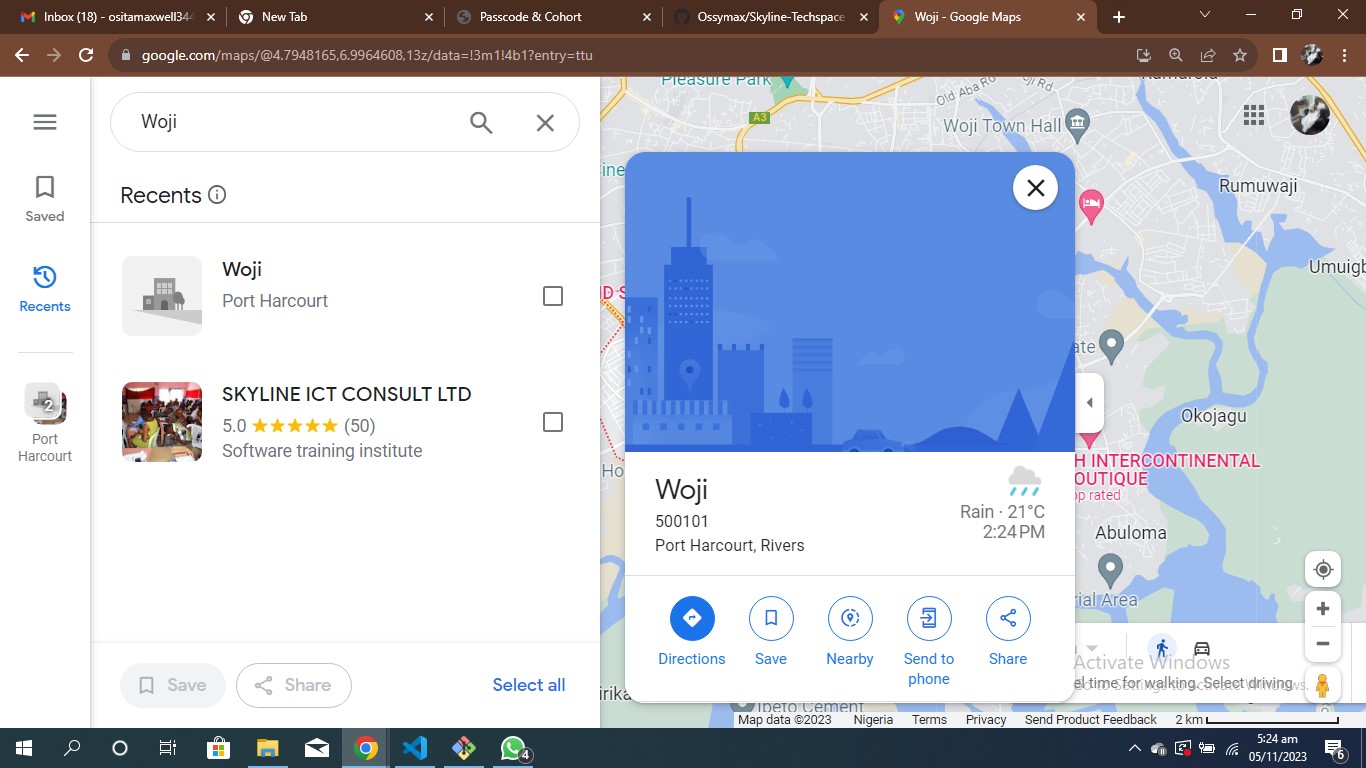 Inbox (18) - ositamaxwell344
New Tab
Passcode & Cohort
Ossymax/Skyline-Techspace
Woji - Google Maps
google.com/maps/@4.7948165,6.9964608,13z/data=!3m1!4b1?entry=ttu
Woji
Saved
Recents
Port
Harcourt
2
Recents
Woji
Port Harcourt
SKYLINE ICT CONSULT LTD
5.0 ★★★★★ (50)
Software training institute
Save
Share
Select all
Pleasure Park
A3
Old Aba Ro
oji Rd
Woji Town Hall
Rumuwaji
Umuigb
ate
Okojagu
H INTERCONTINENTAL
OUTIQUE
op rated
Abuloma
rial Area
Woji
500101
Port Harcourt, Rivers
Rain · 21°C
2:24 PM
Directions
Save
Nearby
Send to
phone
Share
Activate Windows
Go to Settings to activate Windows.
el time for walking. Select driving
irika
Ibeto Cement
Map data ©2023
Nigeria
Terms
Privacy
Send Product Feedback
2 km
4
5:24 am
05/11/2023
6